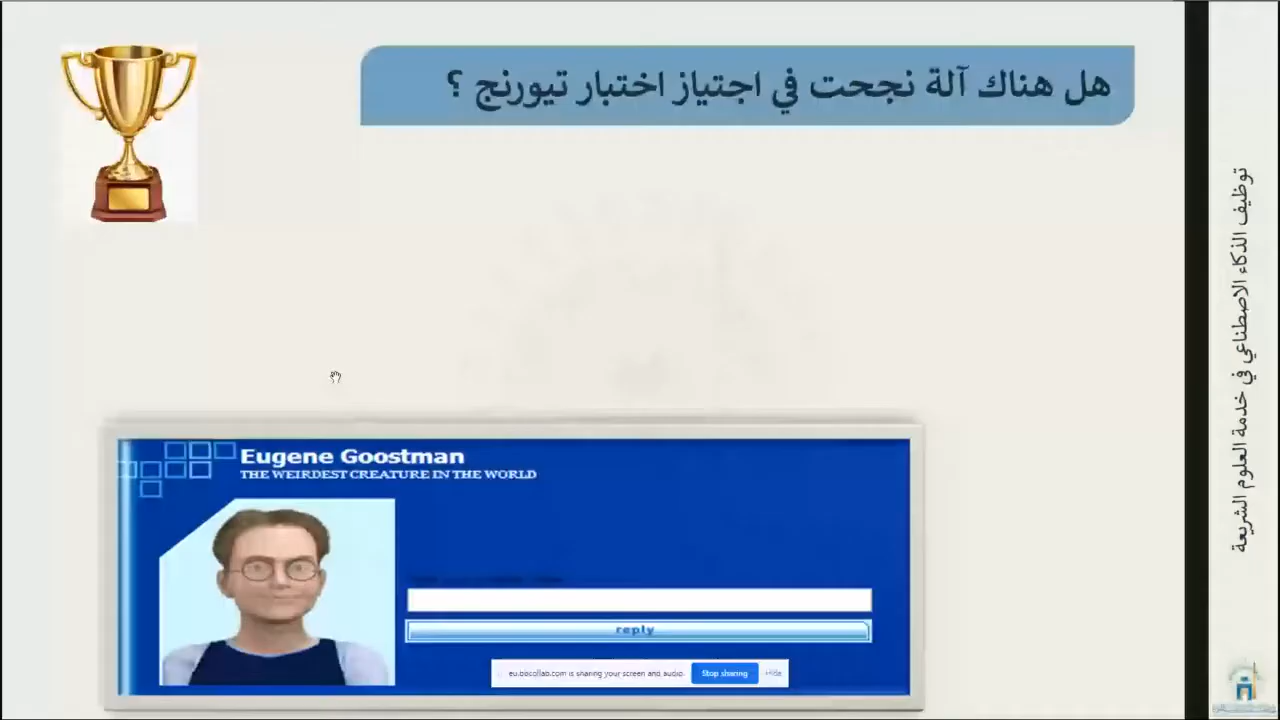 هل هناك آلة نجحت في اجتياز اختبار تيورنج ؟
توظيف الذكاء الاصطناعي في خدمة العلوم الشريعة
Eugene Goostman
THE WEIRDEST CREATURE IN THE WORLD
reply
eu.bbcollab.com is sharing your screen and audio.
Stop sharing
Hide